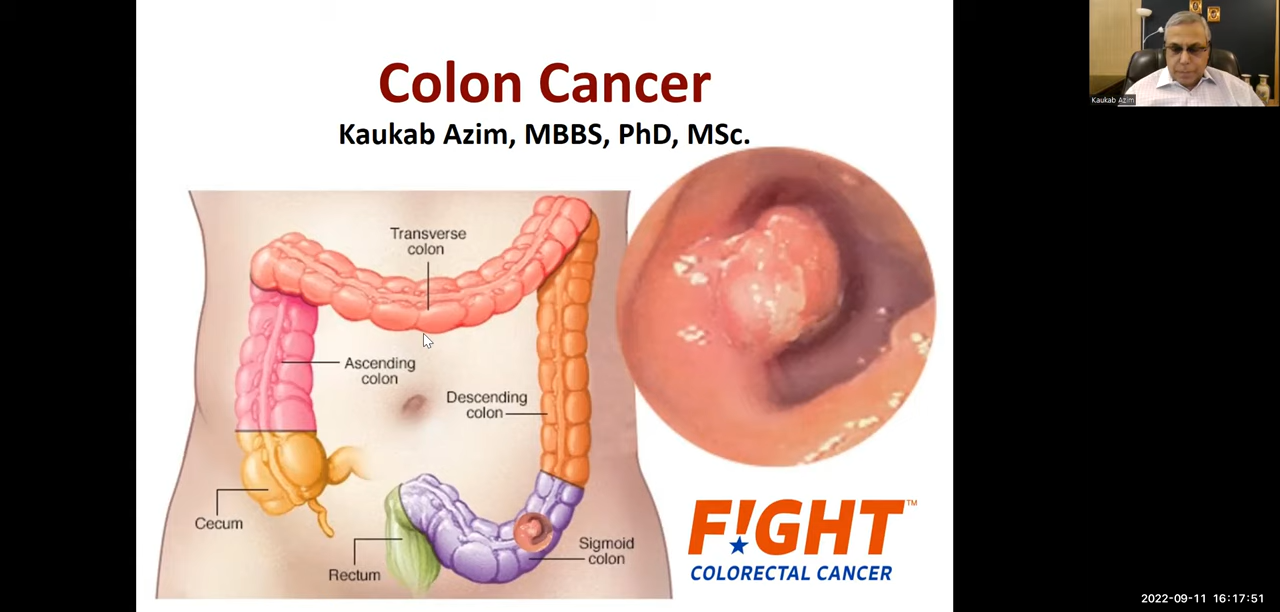 Colon Cancer
Kaukab Azim, MBBS, PhD, MSc.
Kaukab Azim
Transverse
colon
Ascending
colon
Descending
colon
Cecum
Rectum
Sigmoid
colon
F!GHT™
COLORECTAL CANCER
2022-09-11 16:17:51